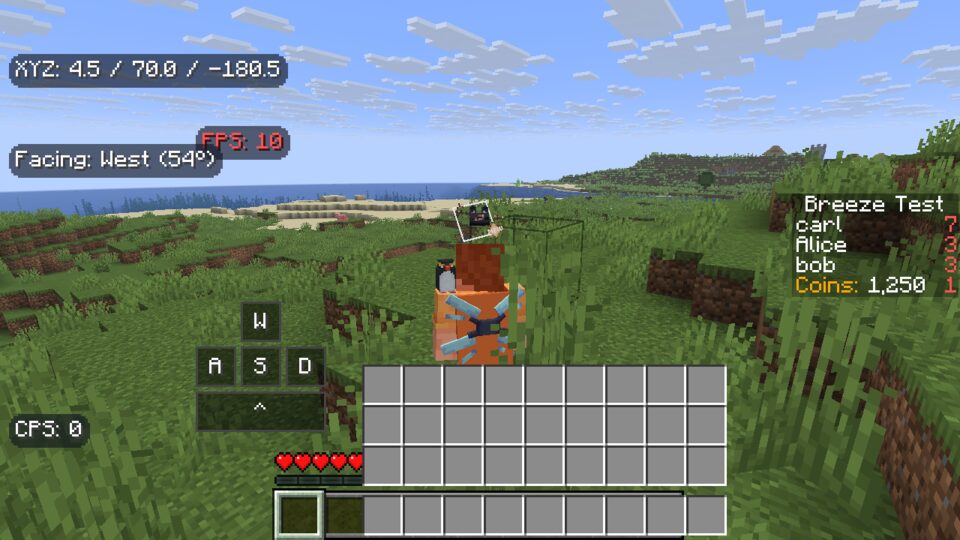 XYZ: 4.5 / 70.0 / -180.5
FPS: 10
Facing: West (54°)
Breeze Test
carl 7
Alice 3
bob 3
Coins: 1,250 1
W
A S D
^
CPS: 0